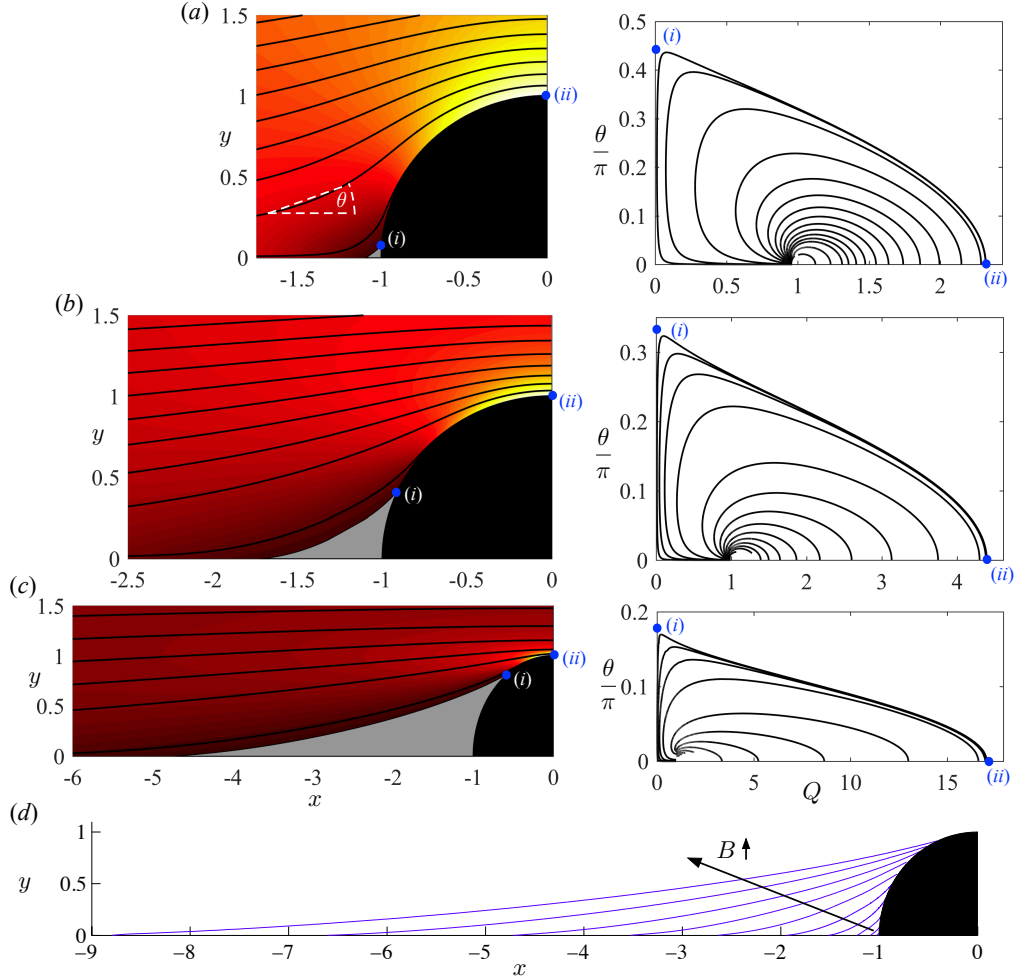 (a)
1.5
1
y
0.5
0
θ
(i)
(ii)
-1.5 -1 -0.5 0
0.5
0.4
0.3
θ/π
0.2
0.1
0
(i)
(ii)
0 0.5 1 1.5 2
(b)
1.5
1
y
0.5
0
(i)
(ii)
-2.5 -2 -1.5 -1 -0.5 0
0.3
θ/π
0.2
0.1
0
(i)
(ii)
0 1 2 3 4
(c)
1.5
1
y
0.5
0
(i)
(ii)
-6 -5 -4 -3 -2 -1 0
x
0.2
θ/π
0.1
0
(i)
(ii)
0 5 10 15
Q
(d)
1
y
0.5
0
B
−9 −8 −7 −6 −5 −4 −3 −2 −1 0
x